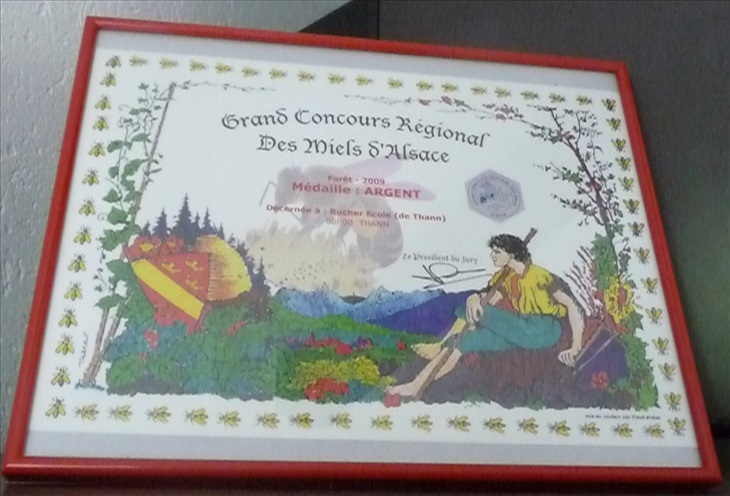 Grand Concours Régional
Des Miels d'Alsace
Forêt - 2009
Médaille : ARGENT
Décernée à : Rucher Ecole (de Thann)
THANN
Le Président du Jury